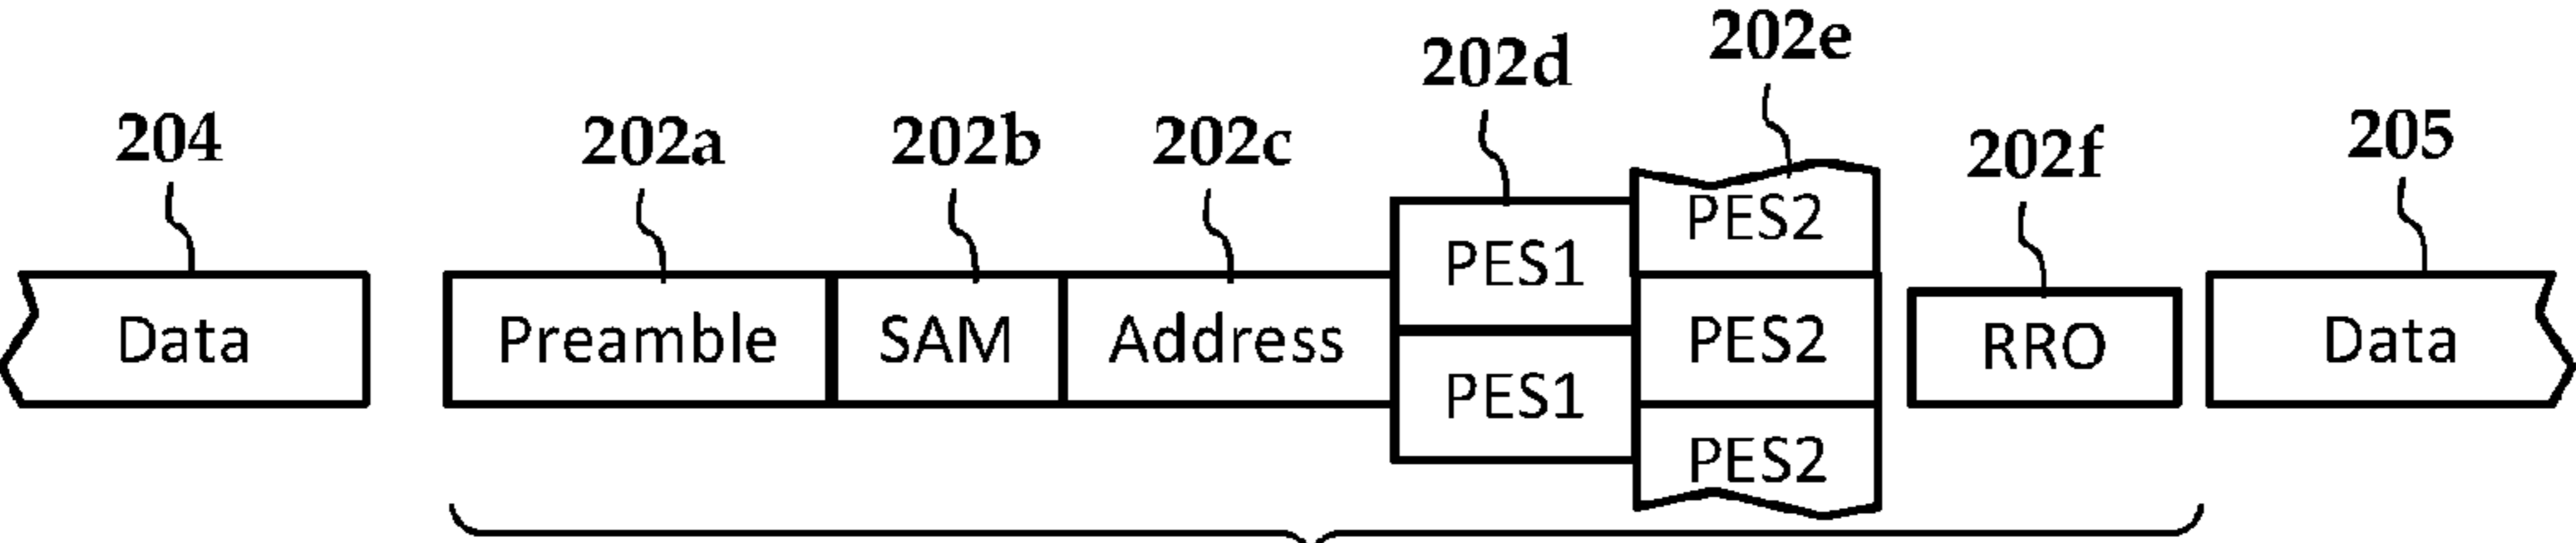 202e
202d
204 202a 202b 202c 202f 205
PES2
PES1
Data Preamble SAM Address PES2 RRO Data
PES1
PES2